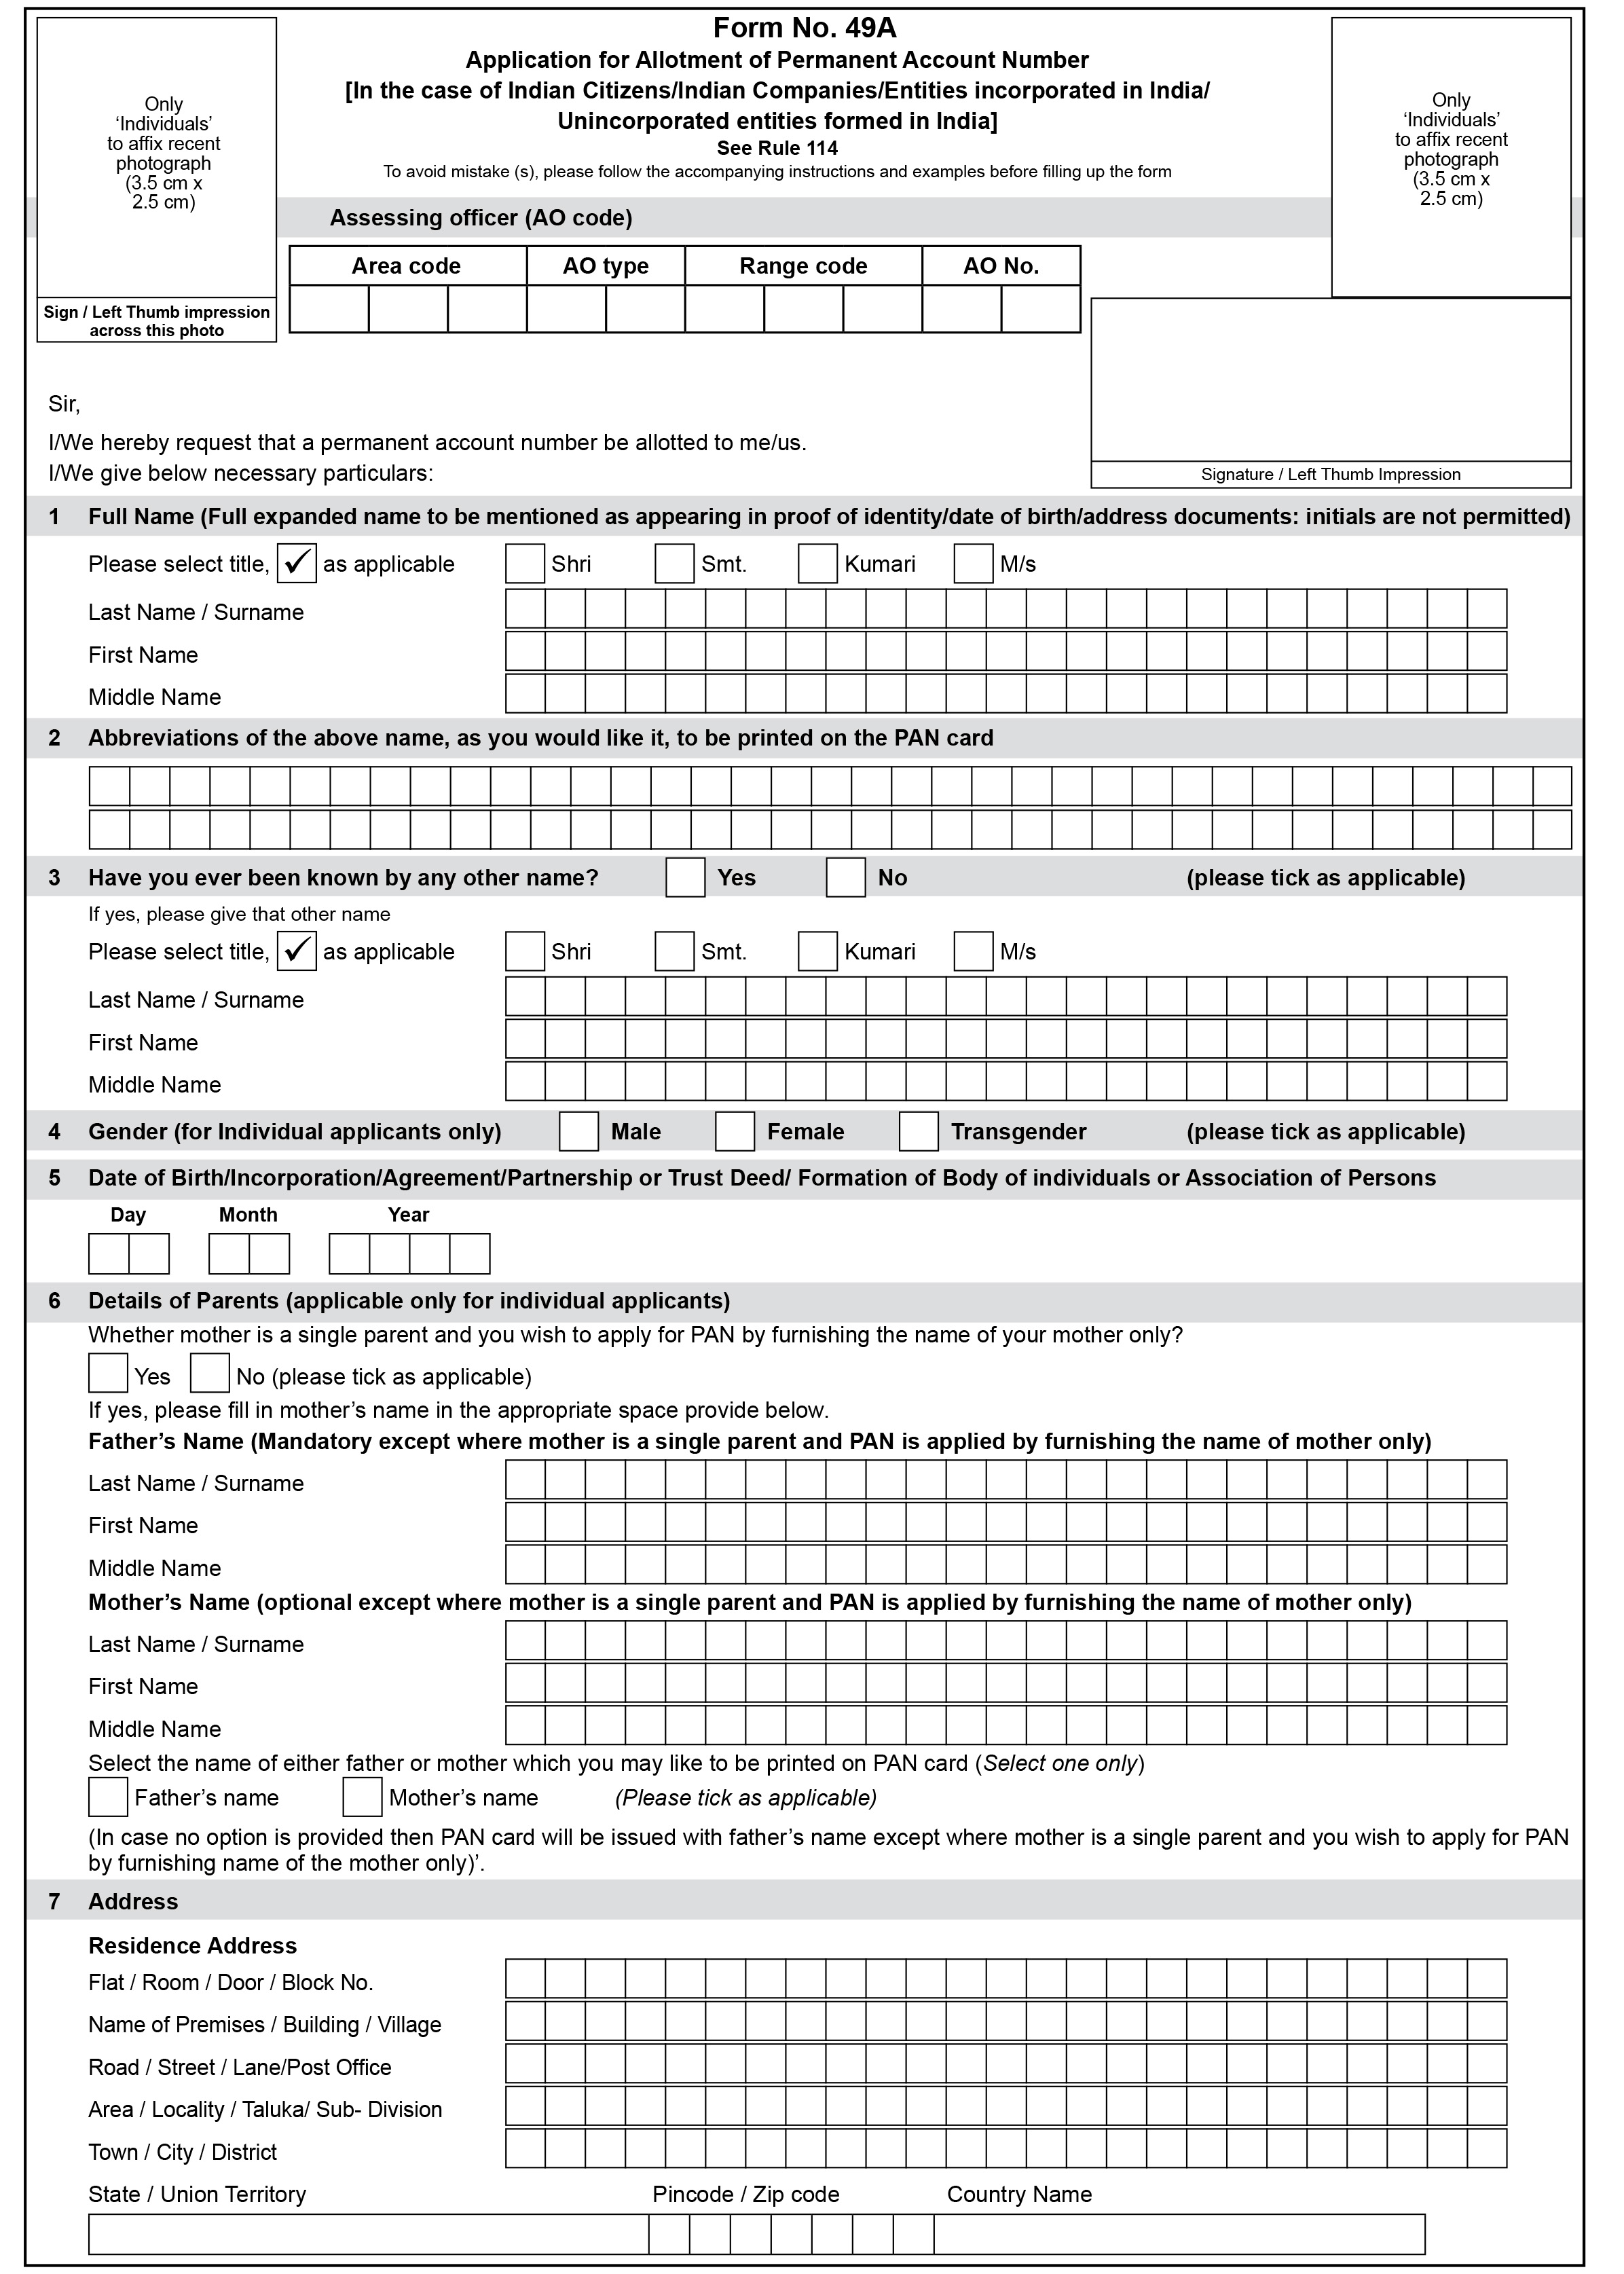 Form No. 49A
Application for Allotment of Permanent Account Number
[In the case of Indian Citizens/Indian Companies/Entities incorporated in India/
Unincorporated entities formed in India]
See Rule 114
To avoid mistake (s), please follow the accompanying instructions and examples before filling up the form
Only
‘Individuals’
to affix recent
photograph
(3.5 cm x
2.5 cm)
Sign / Left Thumb impression
across this photo
Only
‘Individuals’
to affix recent
photograph
(3.5 cm x
2.5 cm)
Assessing officer (AO code)
Area code AO type Range code AO No.
Sir,
I/We hereby request that a permanent account number be allotted to me/us.
I/We give below necessary particulars:
Signature / Left Thumb Impression
1 Full Name (Full expanded name to be mentioned as appearing in proof of identity/date of birth/address documents: initials are not permitted)
Please select title, ✓ as applicable Shri Smt. Kumari M/s
Last Name / Surname
First Name
Middle Name
2 Abbreviations of the above name, as you would like it, to be printed on the PAN card
3 Have you ever been known by any other name? Yes No (please tick as applicable)
If yes, please give that other name
Please select title, ✓ as applicable Shri Smt. Kumari M/s
Last Name / Surname
First Name
Middle Name
4 Gender (for Individual applicants only) Male Female Transgender (please tick as applicable)
5 Date of Birth/Incorporation/Agreement/Partnership or Trust Deed/ Formation of Body of individuals or Association of Persons
Day Month Year
6 Details of Parents (applicable only for individual applicants)
Whether mother is a single parent and you wish to apply for PAN by furnishing the name of your mother only?
Yes No (please tick as applicable)
If yes, please fill in mother’s name in the appropriate space provide below.
Father’s Name (Mandatory except where mother is a single parent and PAN is applied by furnishing the name of mother only)
Last Name / Surname
First Name
Middle Name
Mother’s Name (optional except where mother is a single parent and PAN is applied by furnishing the name of mother only)
Last Name / Surname
First Name
Middle Name
Select the name of either father or mother which you may like to be printed on PAN card (Select one only)
Father’s name Mother’s name (Please tick as applicable)
(In case no option is provided then PAN card will be issued with father’s name except where mother is a single parent and you wish to apply for PAN
by furnishing name of the mother only)’.
7 Address
Residence Address
Flat / Room / Door / Block No.
Name of Premises / Building / Village
Road / Street / Lane/Post Office
Area / Locality / Taluka/ Sub- Division
Town / City / District
State / Union Territory Pincode / Zip code Country Name